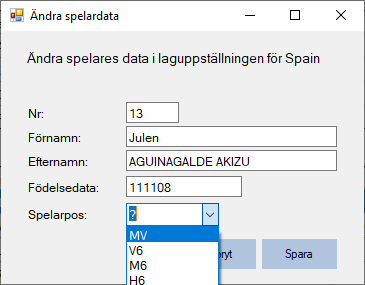 Ändra spelardata
Ändra spelares data i laguppställningen för Spain
Nr: 13
Förnamn: Julen
Efternamn: AGUINAGALDE AKIZU
Födelsedata: 111108
Spelarpos: ?
MV
V6
M6
H6
Spara